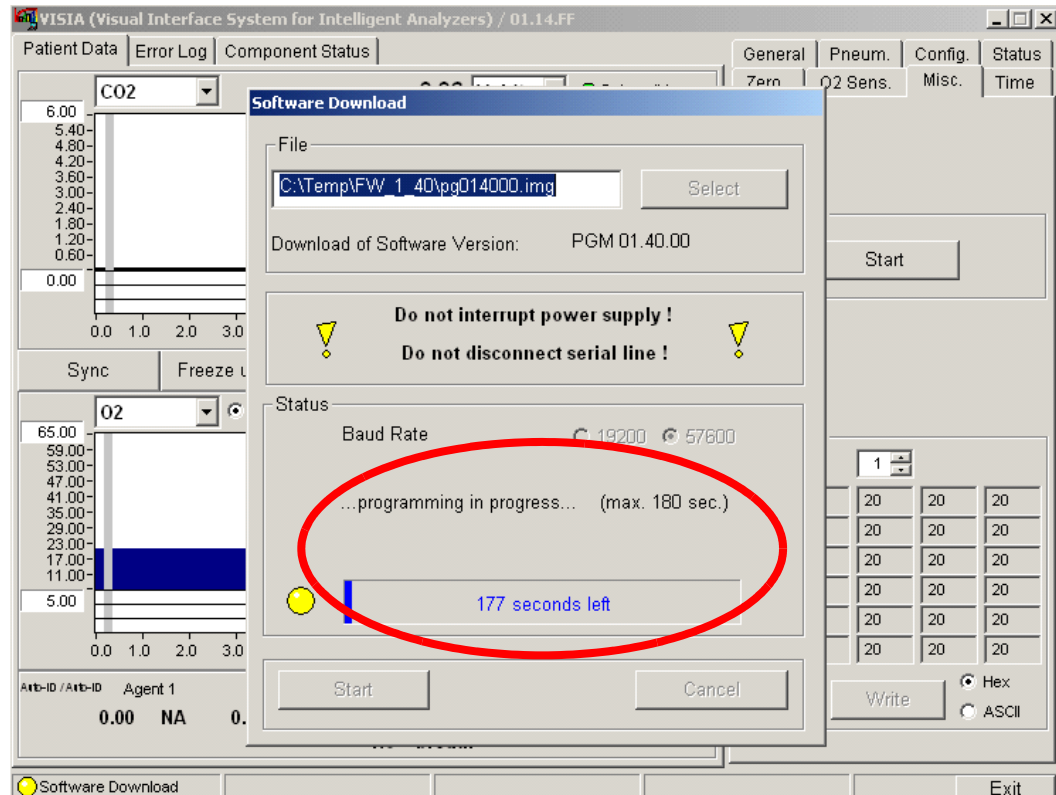 VISIA (Visual Interface System for Intelligent Analyzers) / 01.14.FF
Patient Data Error Log Component Status
General Pneum. Config. Status
Zero O2 Sens. Misc. Time
CO2
Software Download
6.00
5.40
4.80
4.20
3.60
3.00
2.40
1.80
1.20
0.60
0.00
0.0 1.0 2.0 3.0
File
C:\Temp\FW_1_40\pg014000.img Select
Download of Software Version: PGM 01.40.00
Start
Do not interrupt power supply !
Do not disconnect serial line !
Sync Freeze
O2
65.00
59.00
53.00
47.00
41.00
35.00
29.00
23.00
17.00
11.00
5.00
0.0 1.0 2.0 3.0
Status
Baud Rate 19200 57600
...programming in progress... (max. 180 sec.)
177 seconds left
Start Cancel
1
20 20 20
20 20 20
20 20 20
20 20 20
20 20 20
20 20 20
Write Hex
ASCII
Auto-ID / Auto-ID Agent 1
0.00 NA 0.
Software Download
Exit